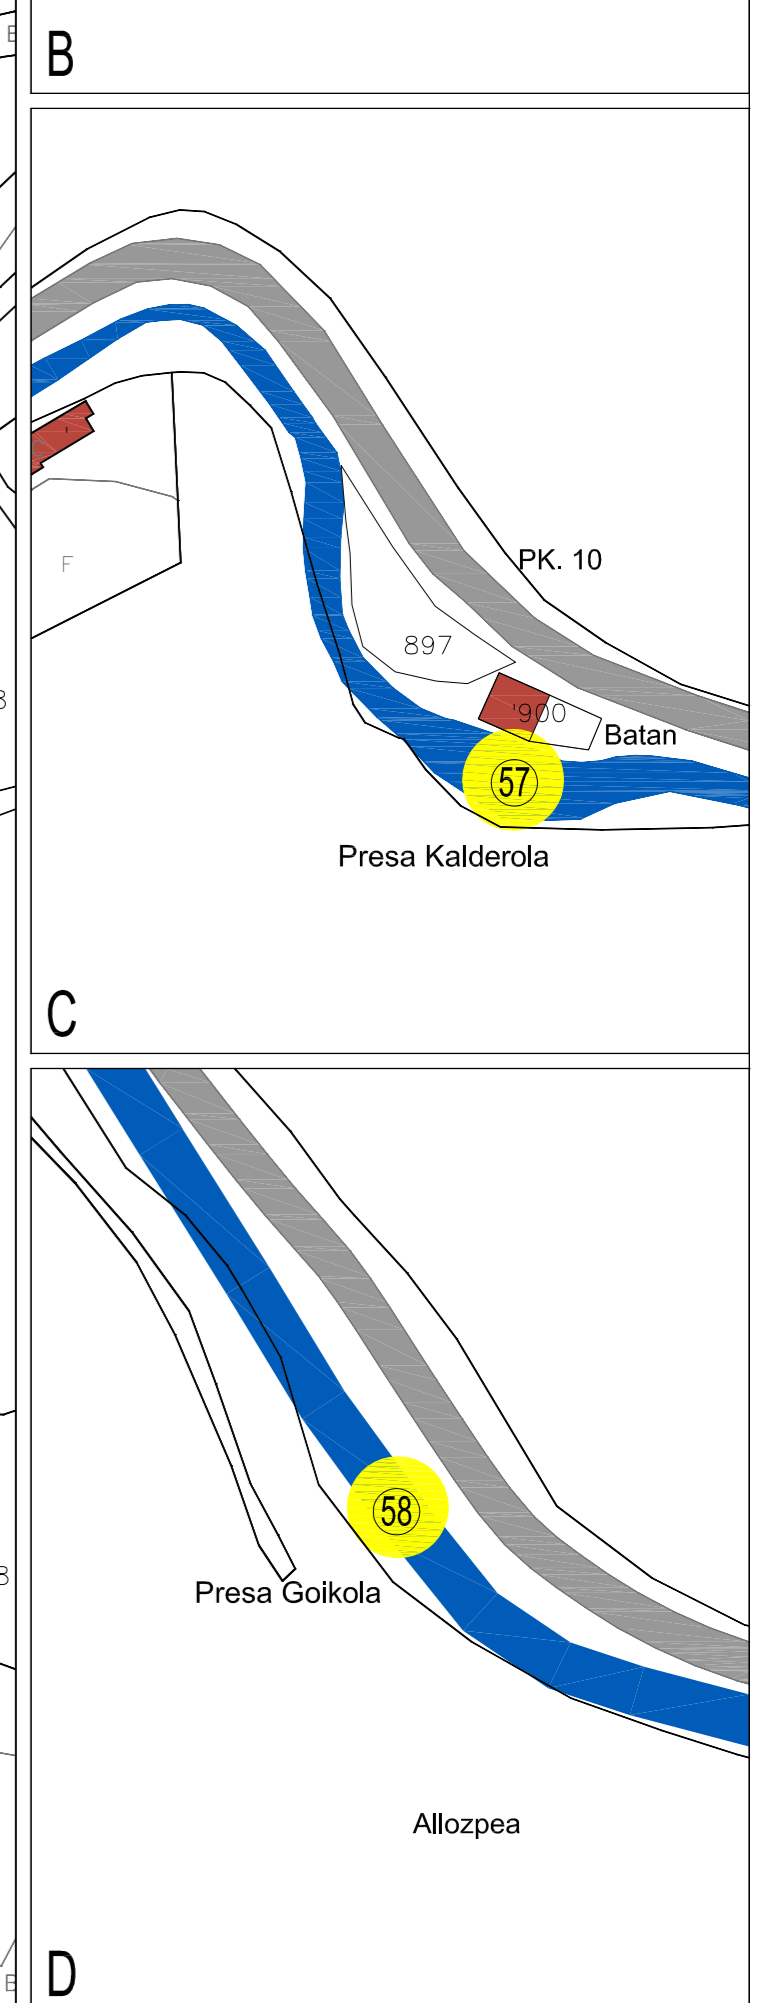 E
B
C
F
PK. 10
897
'900
Batan
57
Presa Kalderola
C
58
Presa Goikola
Allozpea
B
D